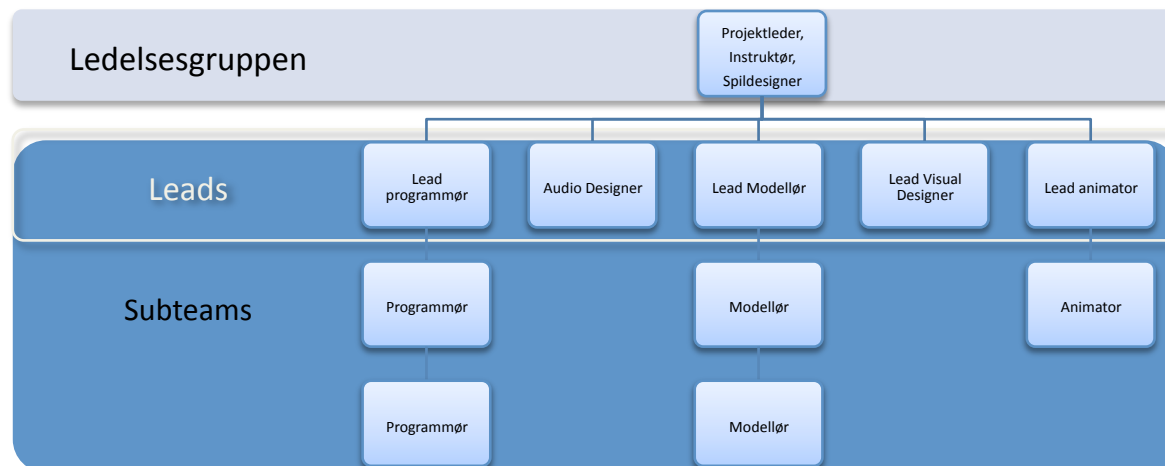 Ledelsesgruppen
Projektleder,
Instruktør,
Spildesigner
Leads
Lead
programmør
Audio Designer
Lead Modellør
Lead Visual
Designer
Lead animator
Subteams
Programmør
Modellør
Animator
Programmør
Modellør